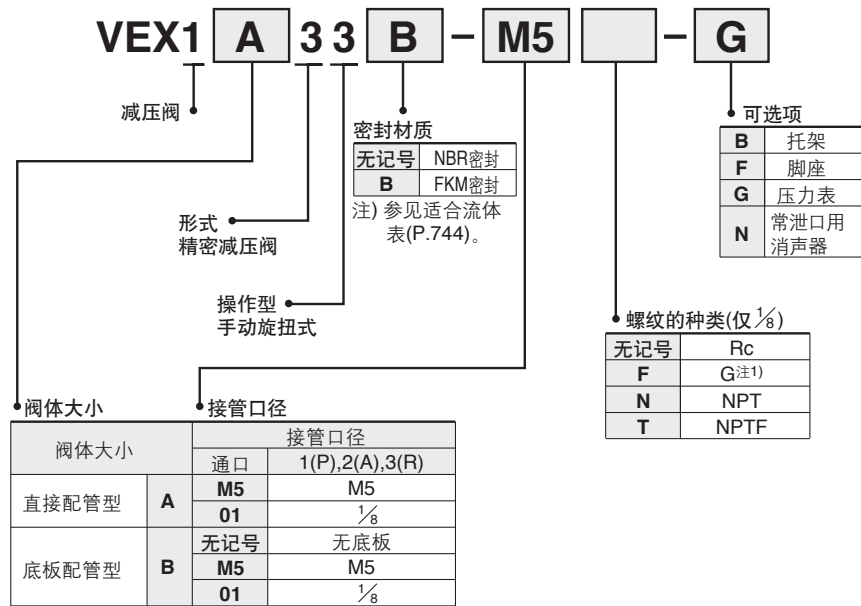 VEX1 A 3 3 B – M5 – G
减压阀
形式
精密减压阀
操作型
手动旋扭式
密封材质
无记号 NBR密封
B FKM密封
注) 参见适合流体
表(P.744)。
可选项
B 托架
F 脚座
G 压力表
N 常泄口用
消声器
螺纹的种类(仅1/8)
无记号 Rc
F G注1)
N NPT
T NPTF
阀体大小
接管口径
阀体大小 接管口径
通口 1(P),2(A),3(R)
直接配管型 A M5 M5
01 1/8
底板配管型 B 无记号 无底板
M5 M5
01 1/8